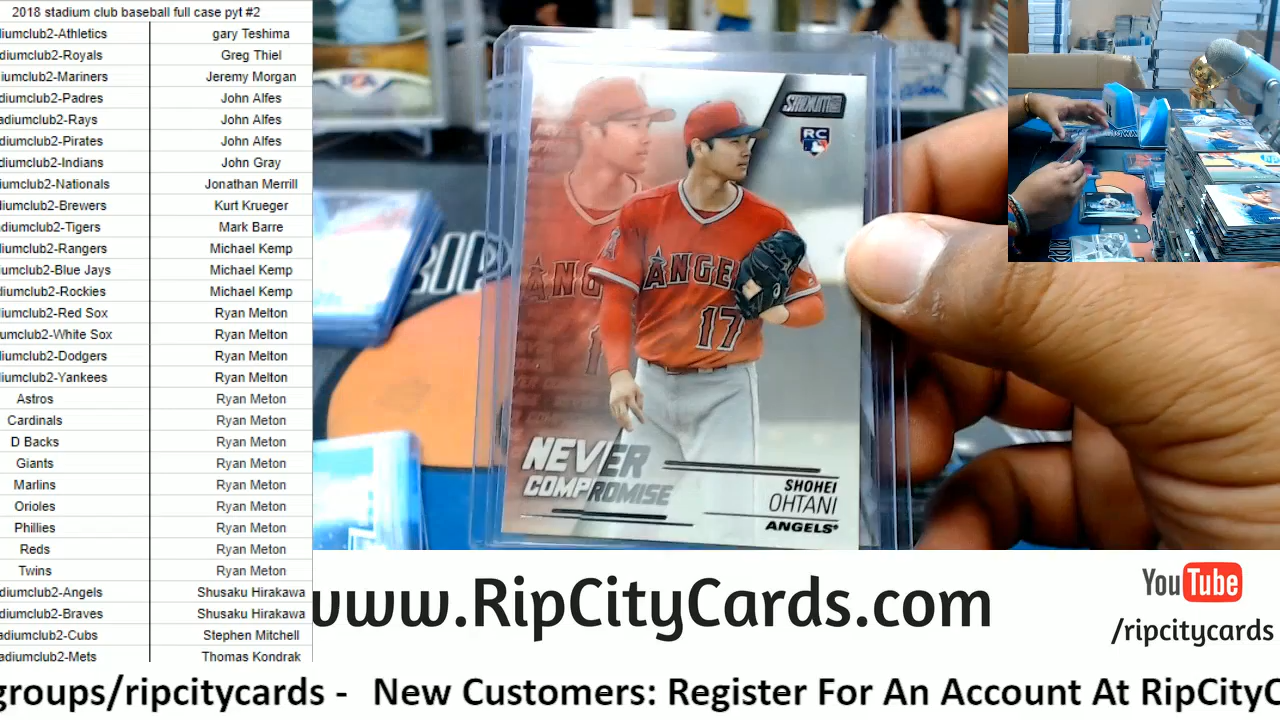 2018 stadium club baseball full case pyt #2
diumclub2-Athletics gary Teshima
diumclub2-Royals Greg Thiel
iumclub2-Mariners Jeremy Morgan
diumclub2-Padres John Alfes
adiumclub2-Rays John Alfes
diumclub2-Pirates John Alfes
diumclub2-Indians John Gray
iumclub2-Nationals Jonathan Merrill
iumclub2-Brewers Kurt Krueger
adiumclub2-Tigers Mark Barre
iumclub2-Rangers Michael Kemp
iumclub2-Blue Jays Michael Kemp
iumclub2-Rockies Michael Kemp
diumclub2-Red Sox Ryan Melton
umclub2-White Sox Ryan Melton
iumclub2-Dodgers Ryan Melton
iumclub2-Yankees Ryan Melton
Astros Ryan Meton
Cardinals Ryan Meton
D Backs Ryan Meton
Giants Ryan Meton
Marlins Ryan Meton
Orioles Ryan Meton
Phillies Ryan Meton
Reds Ryan Meton
Twins Ryan Meton
diumclub2-Angels Shusaku Hirakawa
diumclub2-Braves Shusaku Hirakawa
adiumclub2-Cubs Stephen Mitchell
adiumclub2-Mets Thomas Kondrak
STADIUM
RC
ANGE
17
NEVER
COMPROMISE
SHOHEI
OHTANI
ANGELS
www.RipCityCards.com
YouTube
/ripcitycards
groups/ripcitycards - New Customers: Register For An Account At RipCityC